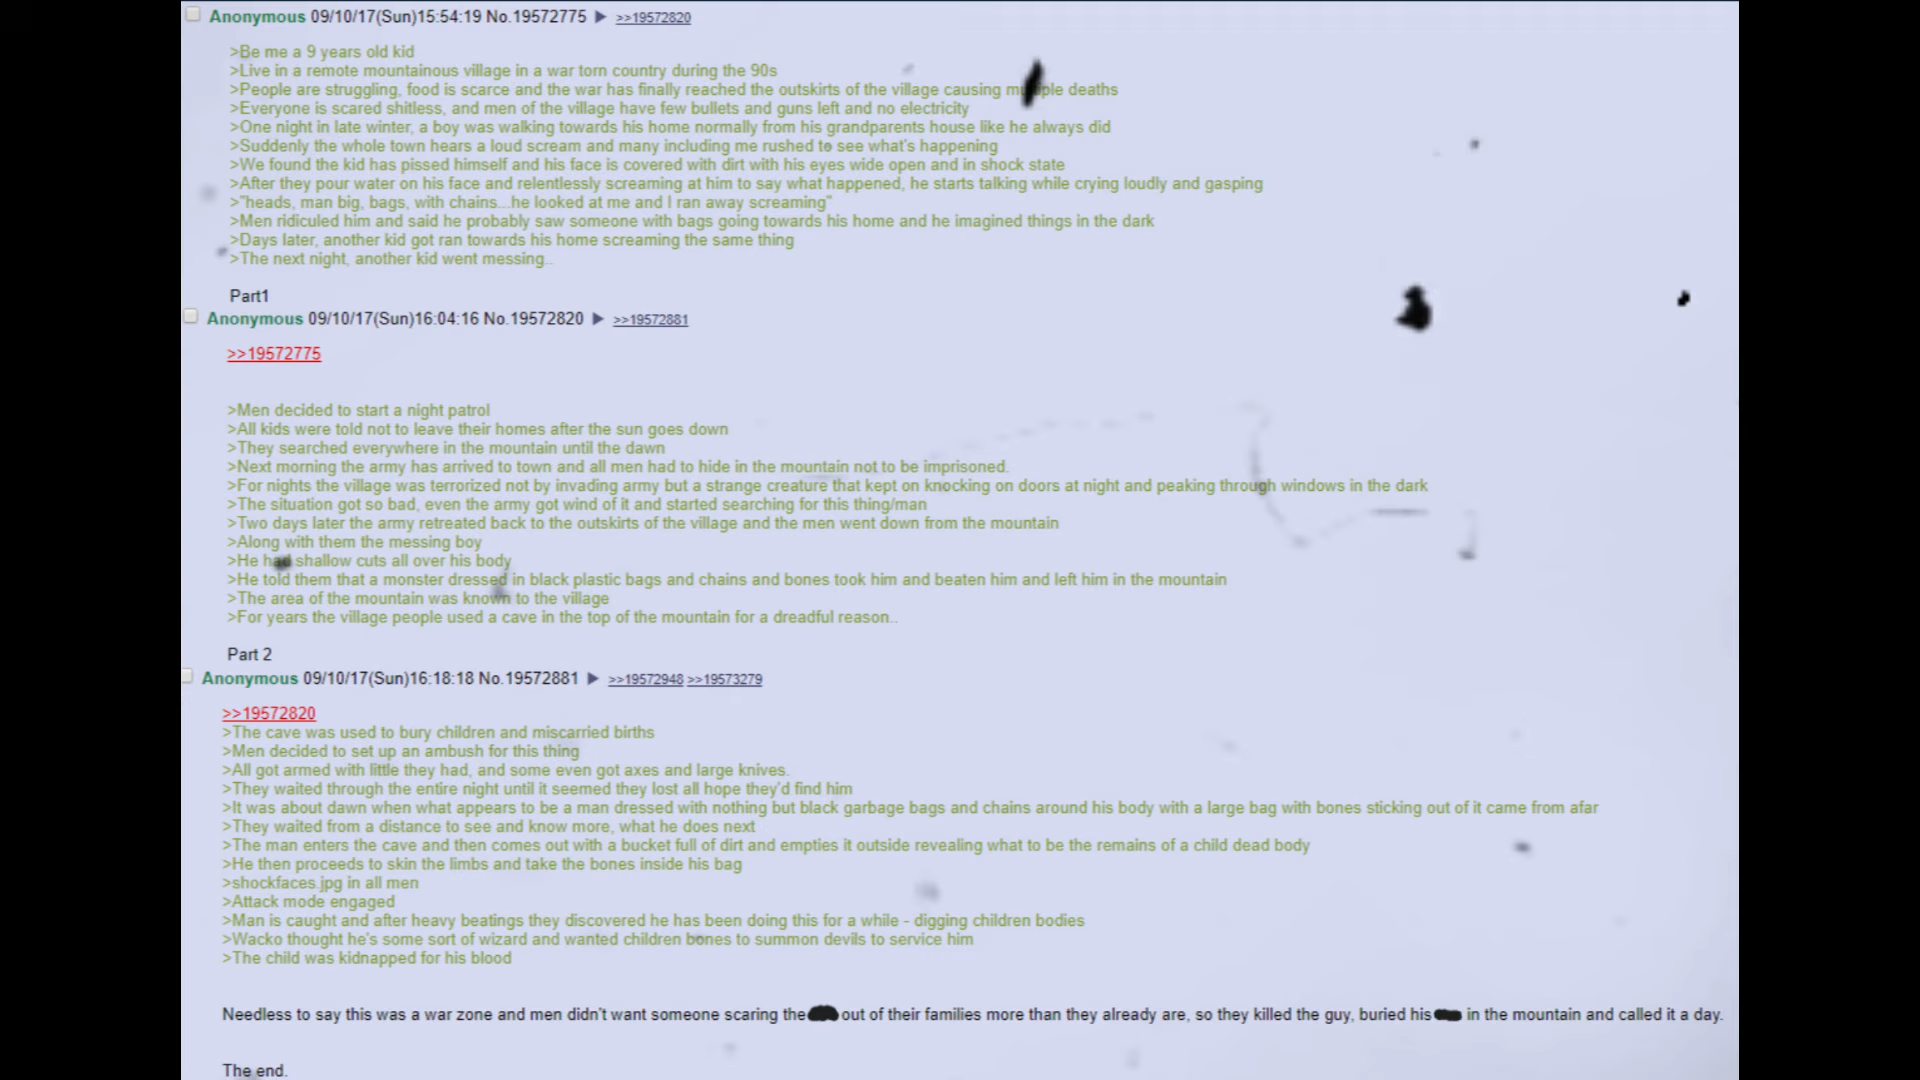 Anonymous 09/10/17(Sun)15:54:19 No.19572775 ▶ >>19572820
>Be me a 9 years old kid
>Live in a remote mountainous village in a war torn country during the 90s
>People are struggling, food is scarce and the war has finally reached the outskirts of the village causing deaths
>Everyone is scared shitless, and men of the village have few bullets and guns left and no electricity
>One night in late winter, a boy was walking towards his home normally from his grandparents house like he always did
>Suddenly the whole town hears a loud scream and many including me rushed to see what's happening
>We found the kid has pissed himself and his face is covered with dirt with his eyes wide open and in shock state
>After they pour water on his face and relentlessly screaming at him to say what happened, he starts talking while crying loudly and gasping
>"heads, man big, bags, with chains...he looked at me and I ran away screaming"
>Men ridiculed him and said he probably saw someone with bags going towards his home and he imagined things in the dark
>Days later, another kid got ran towards his home screaming the same thing
>The next night, another kid went messing..
Part1
Anonymous 09/10/17(Sun)16:04:16 No.19572820 ▶ >>19572881
>>19572775
>Men decided to start a night patrol
>All kids were told not to leave their homes after the sun goes down
>They searched everywhere in the mountain until the dawn
>Next morning the army has arrived to town and all men had to hide in the mountain not to be imprisoned.
>For nights the village was terrorized not by invading army but a strange creature that kept on knocking on doors at night and peaking through windows in the dark
>The situation got so bad, even the army got wind of it and started searching for this thing/man
>Two days later the army retreated back to the outskirts of the village and the men went down from the mountain
>Along with them the messing boy
>He had shallow cuts all over his body
>He told them that a monster dressed in black plastic bags and chains and bones took him and beaten him and left him in the mountain
>The area of the mountain was known to the village
>For years the village people used a cave in the top of the mountain for a dreadful reason..
Part 2
Anonymous 09/10/17(Sun)16:18:18 No.19572881 ▶ >>19572948 >>19573279
>>19572820
>The cave was used to bury children and miscarried births
>Men decided to set up an ambush for this thing
>All got armed with little they had, and some even got axes and large knives.
>They waited through the entire night until it seemed they lost all hope they'd find him
>It was about dawn when what appears to be a man dressed with nothing but black garbage bags and chains around his body with a large bag with bones sticking out of it came from afar
>They waited from a distance to see and know more, what he does next
>The man enters the cave and then comes out with a bucket full of dirt and empties it outside revealing what to be the remains of a child dead body
>He then proceeds to skin the limbs and take the bones inside his bag
>shockfaces.jpg in all men
>Attack mode engaged
>Man is caught and after heavy beatings they discovered he has been doing this for a while - digging children bodies
>Wacko thought he's some sort of wizard and wanted children bones to summon devils to service him
>The child was kidnapped for his blood
Needless to say this was a war zone and men didn't want someone scaring the out of their families more than they already are, so they killed the guy, buried his in the mountain and called it a day.
The end.